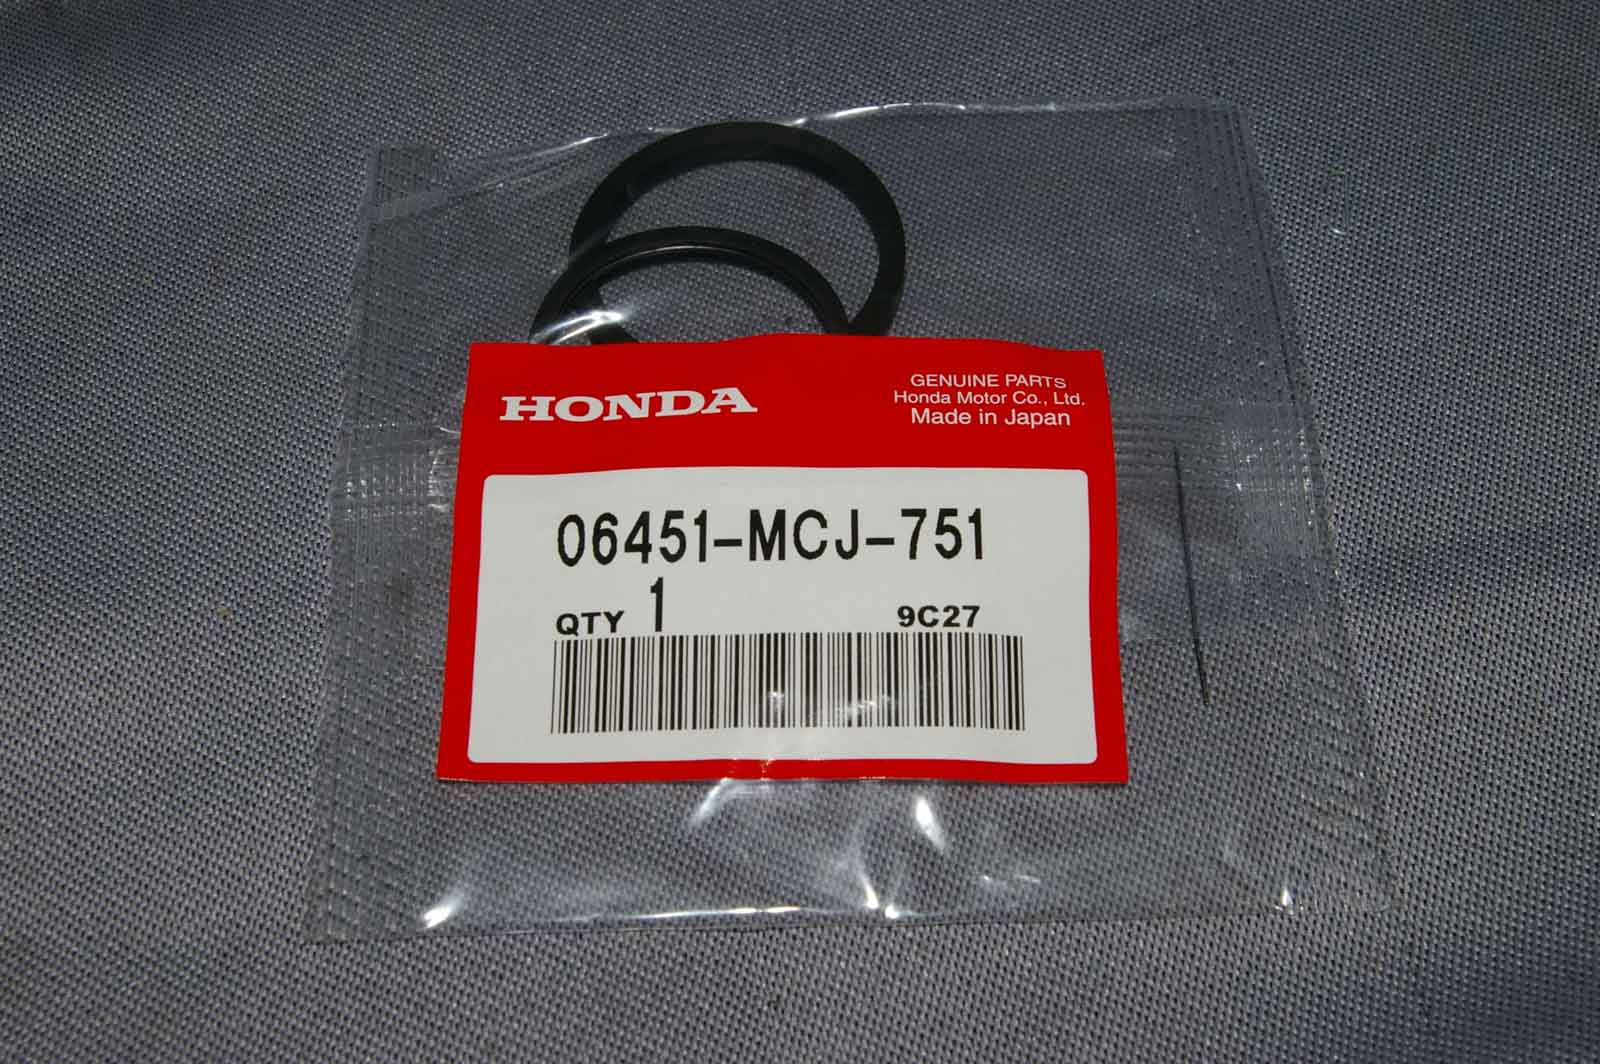 HONDA
GENUINE PARTS
Honda Motor Co., Ltd.
Made in Japan
06451-MCJ-751
QTY 1 9C27